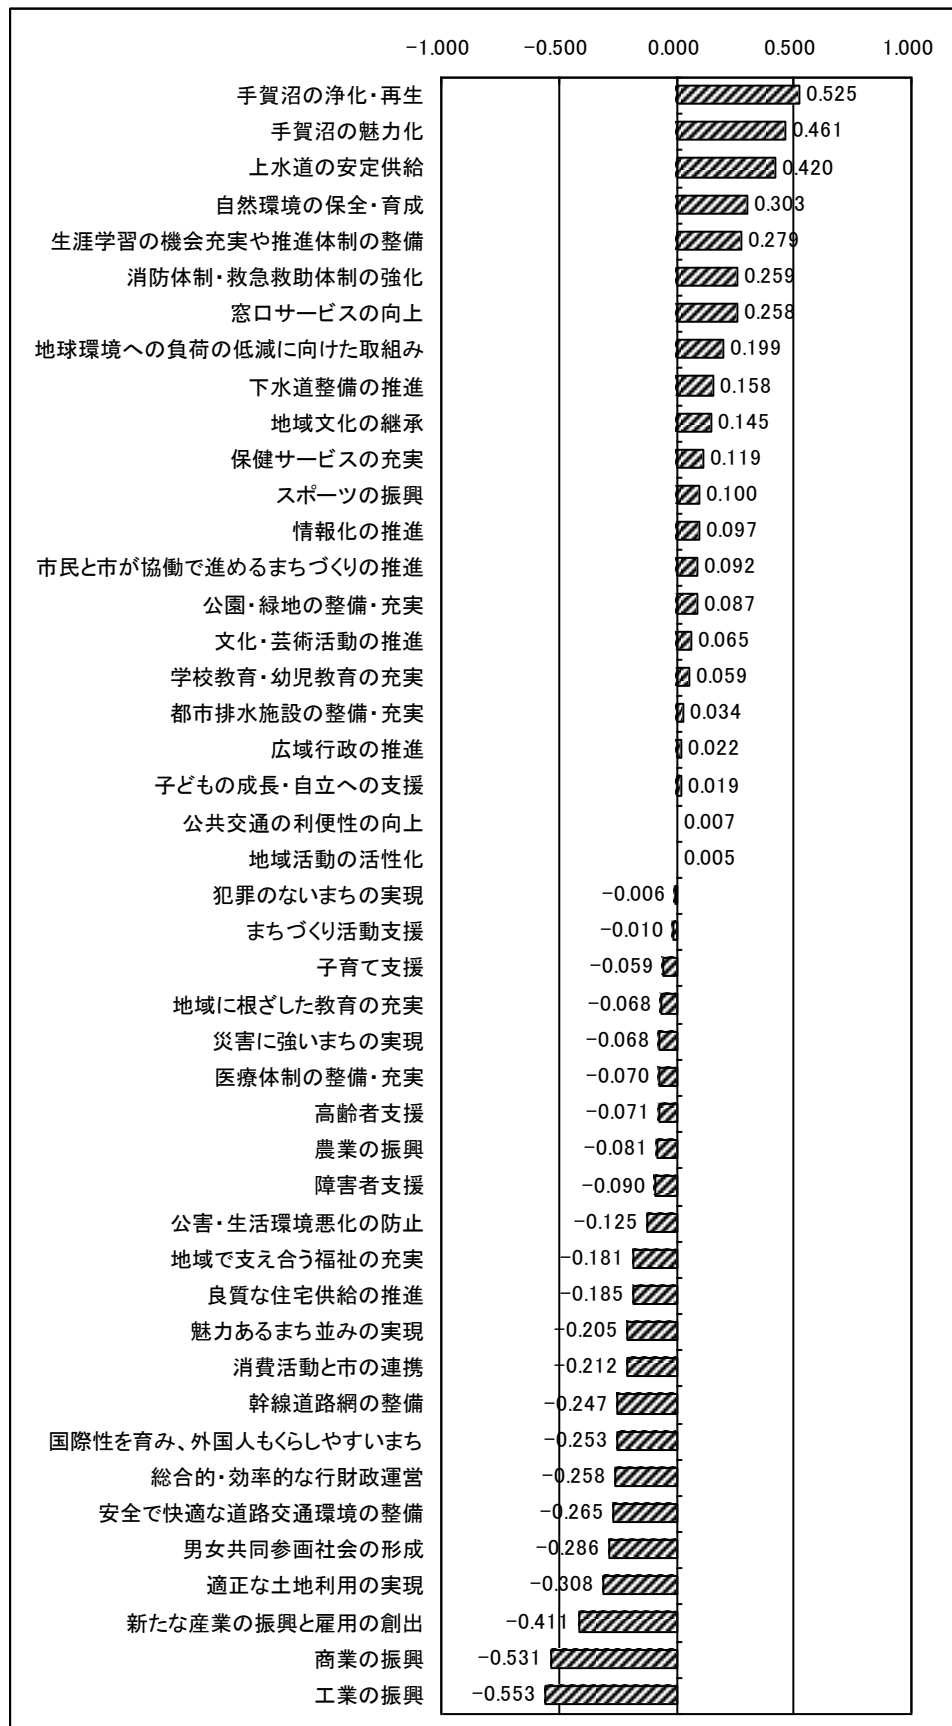 -1.000 -0.500 0.000 0.500 1.000
手賀沼の浄化・再生 0.525
手賀沼の魅力化 0.461
上水道の安定供給 0.420
自然環境の保全・育成 0.303
生涯学習の機会充実や推進体制の整備 0.279
消防体制・救急救助体制の強化 0.259
窓口サービスの向上 0.258
地球環境への負荷の低減に向けた取組み 0.199
下水道整備の推進 0.158
地域文化の継承 0.145
保健サービスの充実 0.119
スポーツの振興 0.100
情報化の推進 0.097
市民と市が協働で進めるまちづくりの推進 0.092
公園・緑地の整備・充実 0.087
文化・芸術活動の推進 0.065
学校教育・幼児教育の充実 0.059
都市排水施設の整備・充実 0.034
広域行政の推進 0.022
子どもの成長・自立への支援 0.019
公共交通の利便性の向上 0.007
地域活動の活性化 0.005
犯罪のないまちの実現 -0.006
まちづくり活動支援 -0.010
子育て支援 -0.059
地域に根ざした教育の充実 -0.068
災害に強いまちの実現 -0.068
医療体制の整備・充実 -0.070
高齢者支援 -0.071
農業の振興 -0.081
障害者支援 -0.090
公害・生活環境悪化の防止 -0.125
地域で支え合う福祉の充実 -0.181
良質な住宅供給の推進 -0.185
魅力あるまち並みの実現 -0.205
消費活動と市の連携 -0.212
幹線道路網の整備 -0.247
国際性を育み、外国人もくらしやすいまち -0.253
総合的・効率的な行財政運営 -0.258
安全で快適な道路交通環境の整備 -0.265
男女共同参画社会の形成 -0.286
適正な土地利用の実現 -0.308
新たな産業の振興と雇用の創出 -0.411
商業の振興 -0.531
工業の振興 -0.553